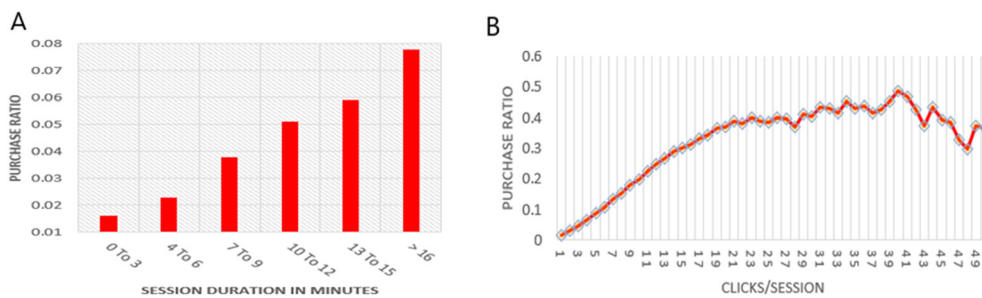 A
0.08
0.07
0.06
0.05
0.04
0.03
0.02
0.01
PURCHASE RATIO
0 To 3
4 To 6
7 To 9
10 To 12
13 To 15
>16
SESSION DURATION IN MINUTES
B
0.6
0.5
0.4
0.3
0.2
0.1
0
PURCHASE RATIO
1 3 5 7 9 11 13 15 17 19 21 23 25 27 29 31 33 35 37 39 41 43 45 47 49
CLICKS/SESSION